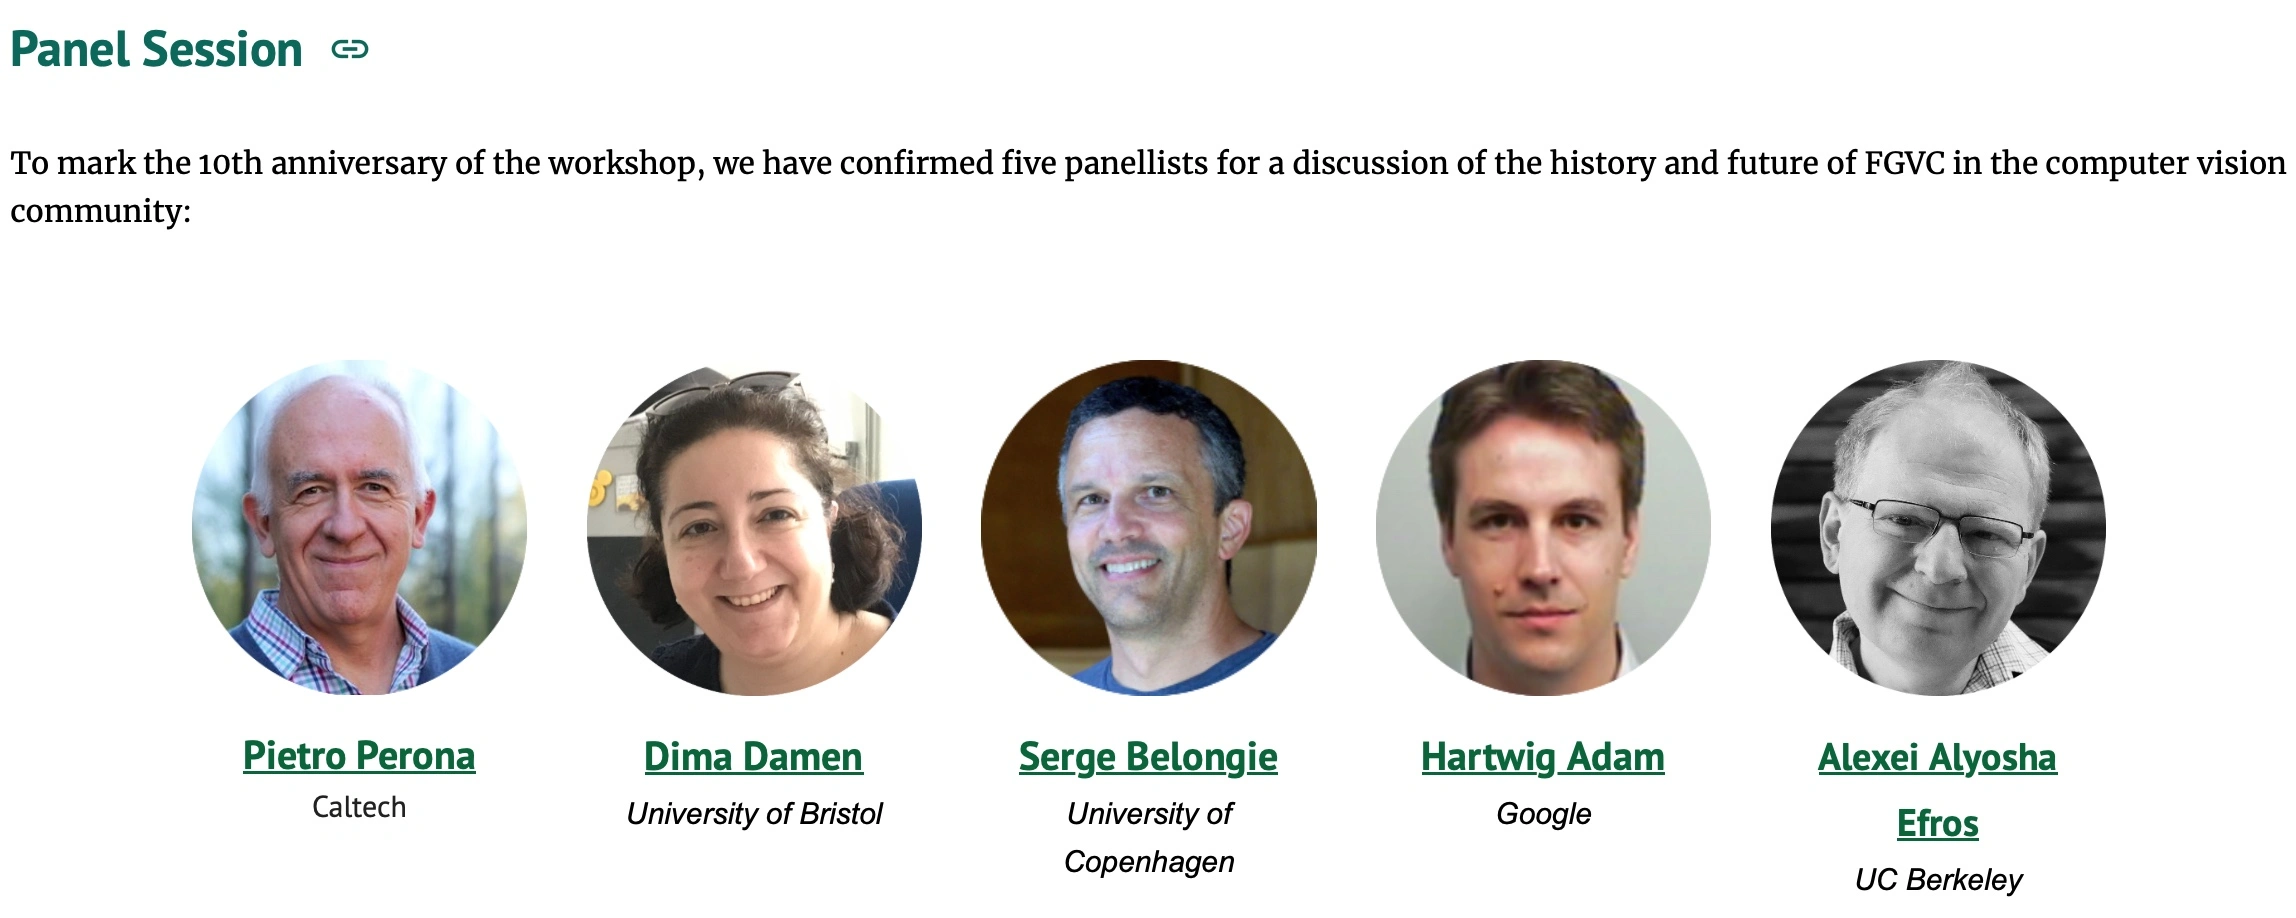 Panel Session
To mark the 10th anniversary of the workshop, we have confirmed five panellists for a discussion of the history and future of FGVC in the computer vision
community:
Pietro Perona
Caltech
Dima Damen
University of Bristol
Serge Belongie
University of
Copenhagen
Hartwig Adam
Google
Alexei Alyosha
Efros
UC Berkeley